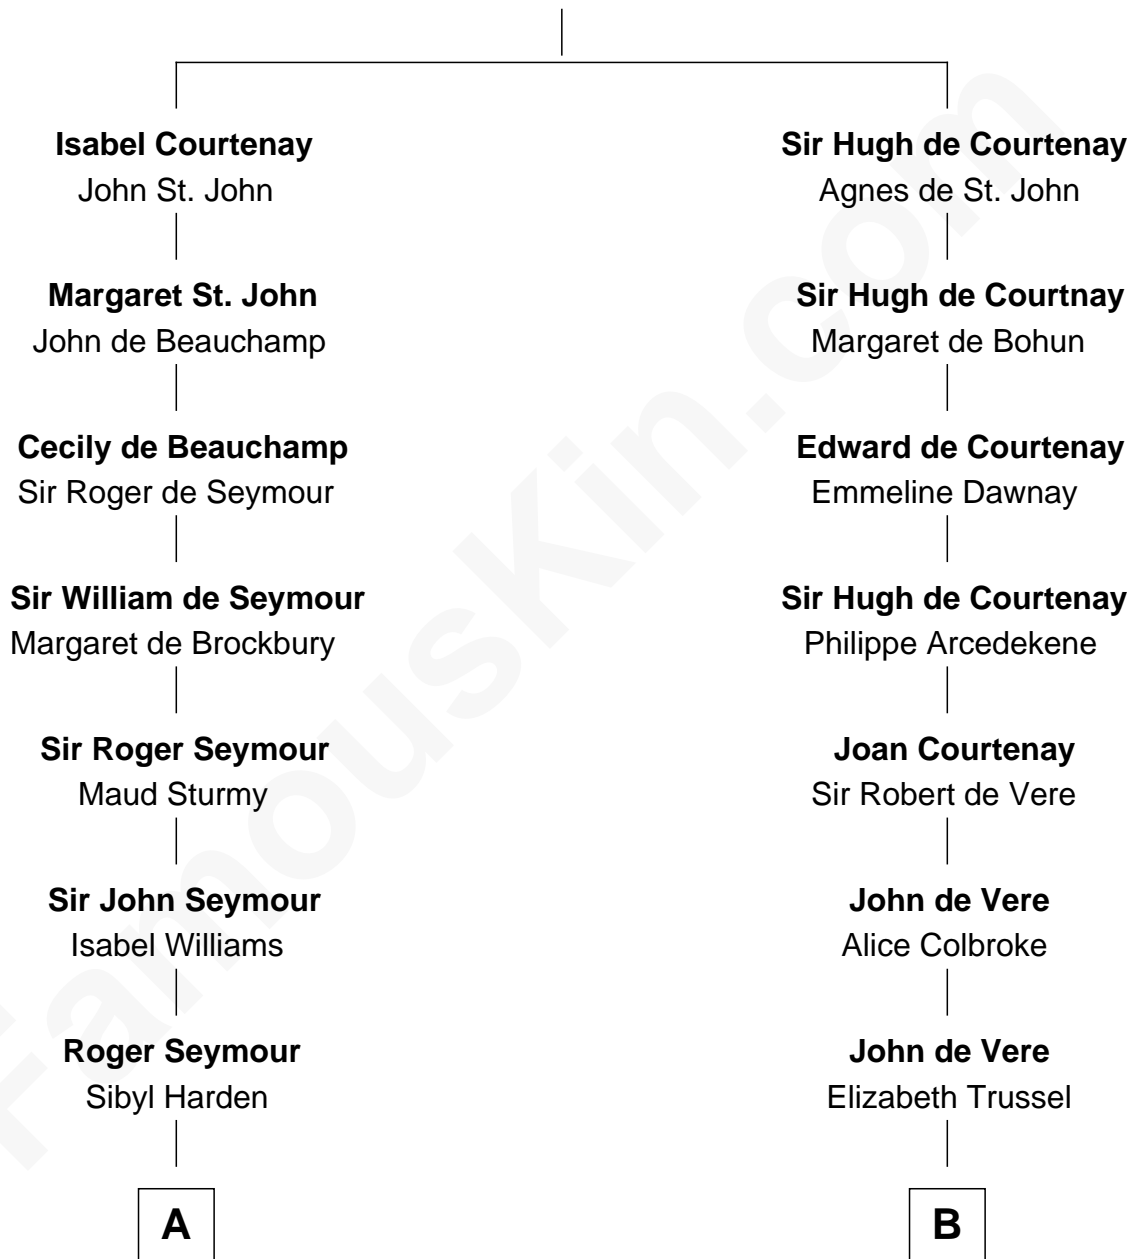 Isabel Courtenay
John St. John
Margaret St. John
John de Beauchamp
Cecily de Beauchamp
Sir Roger de Seymour
Sir William de Seymour
Margaret de Brockbury
Sir Roger Seymour
Maud Sturmy
Sir John Seymour
Isabel Williams
Roger Seymour
Sibyl Harden
A
Sir Hugh de Courtenay
Agnes de St. John
Sir Hugh de Courtnay
Margaret de Bohun
Edward de Courtenay
Emmeline Dawnay
Sir Hugh de Courtenay
Philippe Arcedekene
Joan Courtenay
Sir Robert de Vere
John de Vere
Alice Colbroke
John de Vere
Elizabeth Trussel
B
FamousKin.com